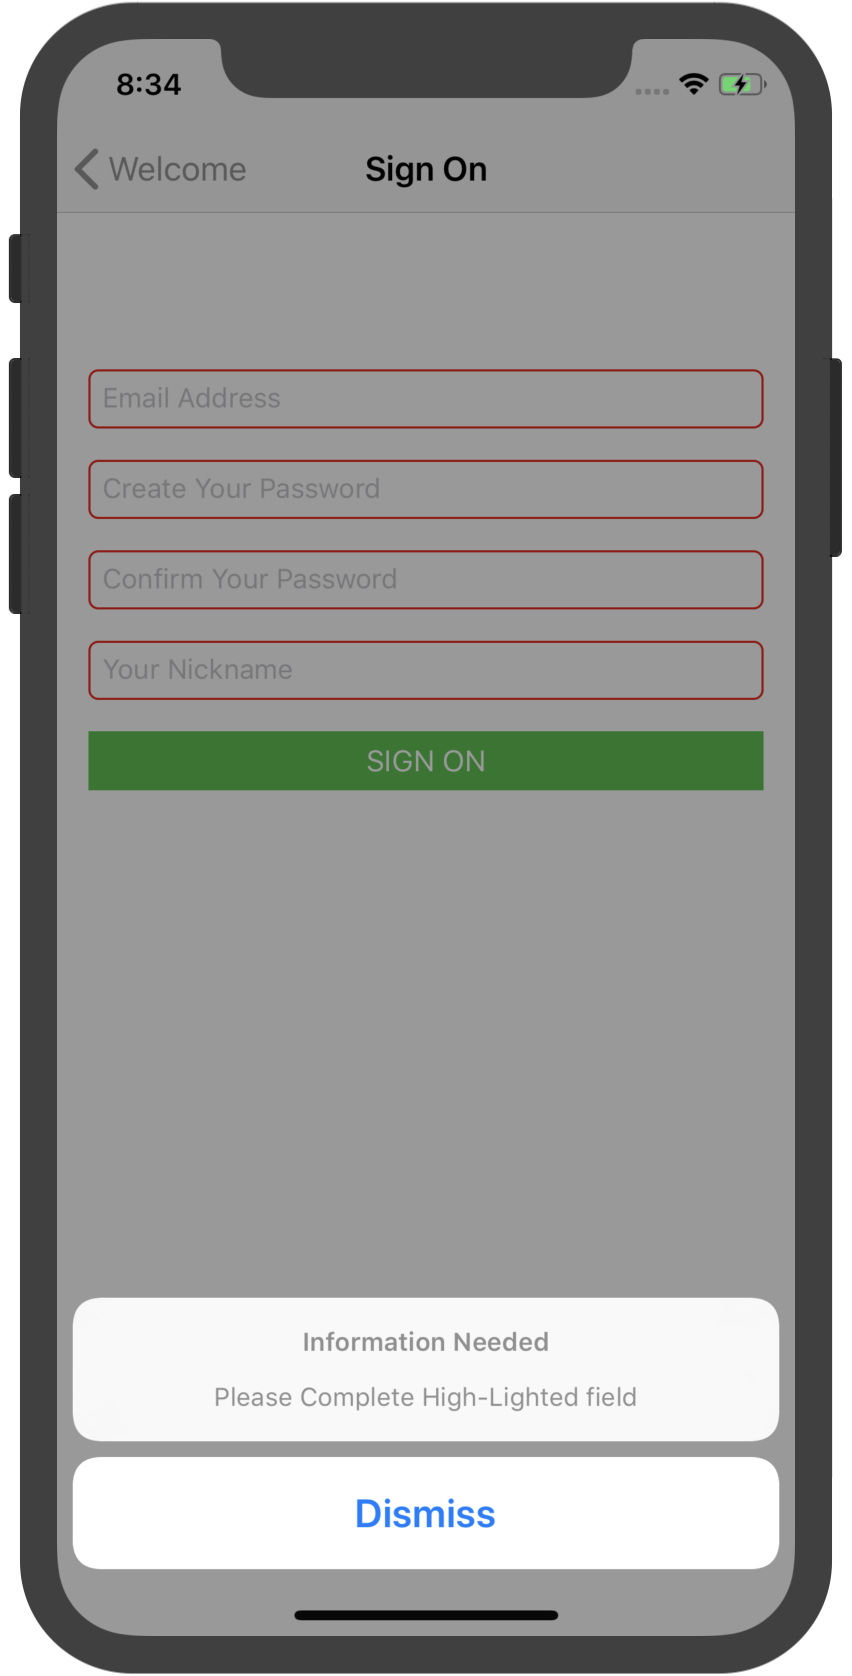 8:34
Welcome
Sign On
Email Address
Create Your Password
Confirm Your Password
Your Nickname
SIGN ON
Information Needed
Please Complete High-Lighted field
Dismiss